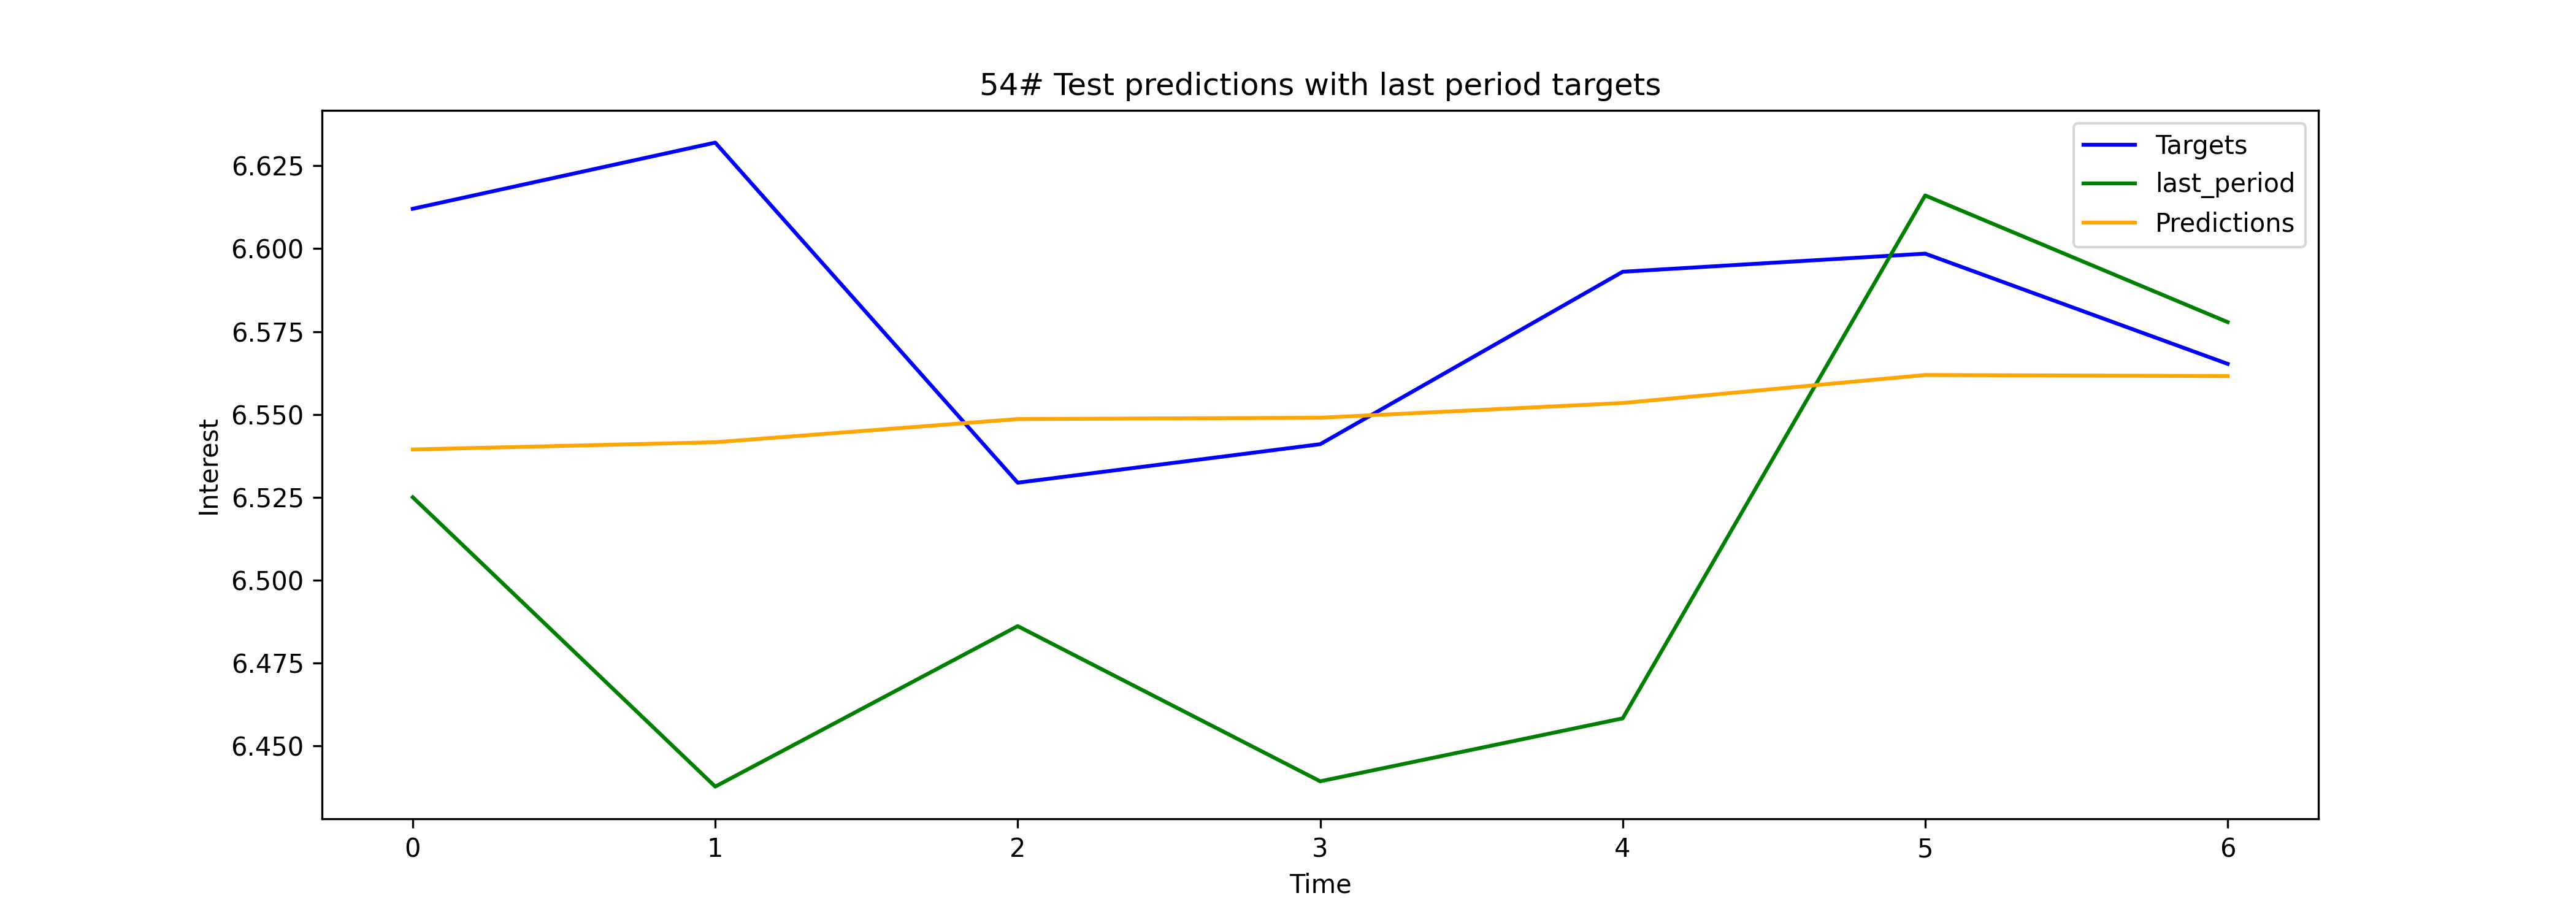 54# Test predictions with last period targets
Targets
last_period
Predictions
Interest
6.625
6.600
6.575
6.550
6.525
6.500
6.475
6.450
0 1 2 3 4 5 6
Time